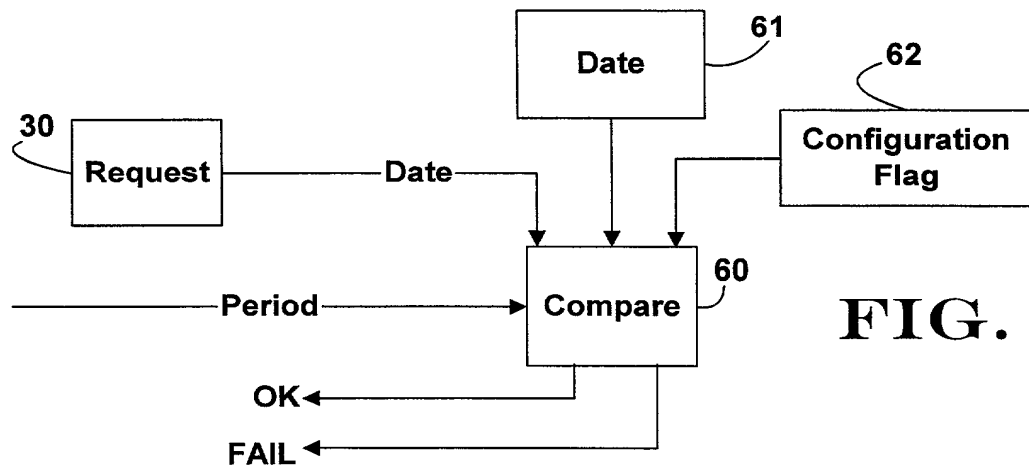 61
Date
62
Configuration
Flag
30
Request
Date
60
Period
Compare
FIG.
OK
FAIL